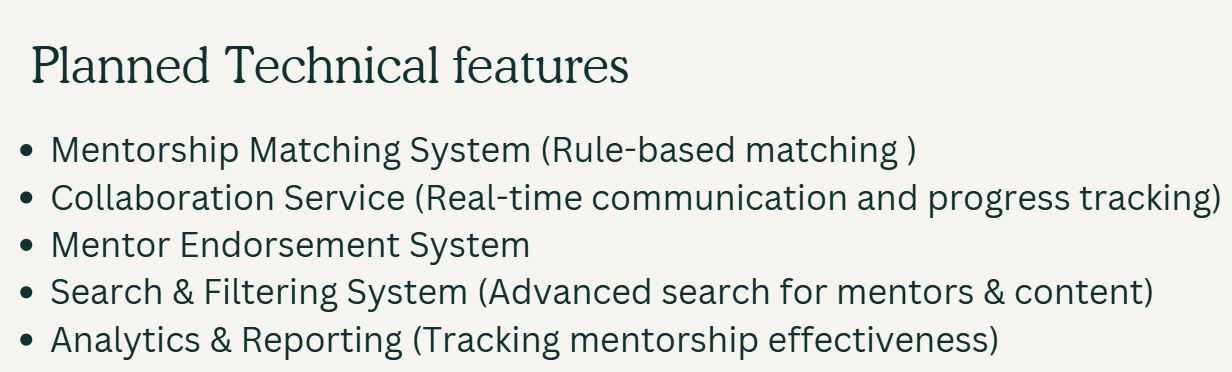 Planned Technical features
• Mentorship Matching System (Rule-based matching )
• Collaboration Service (Real-time communication and progress tracking)
• Mentor Endorsement System
• Search & Filtering System (Advanced search for mentors & content)
• Analytics & Reporting (Tracking mentorship effectiveness)